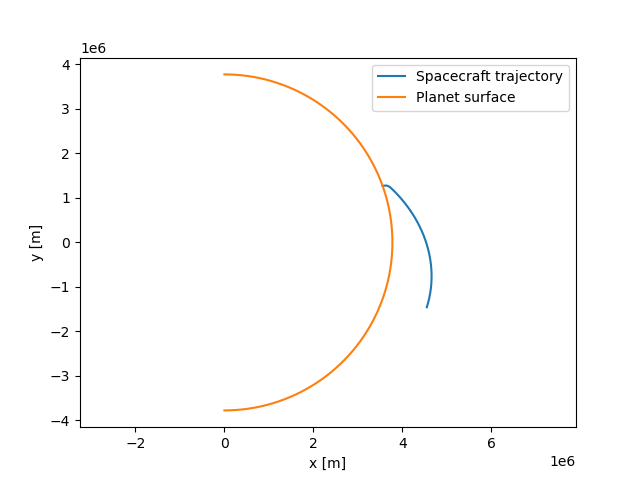 1e6
Spacecraft trajectory
Planet surface
4
3
2
1
0
−1
−2
−3
−4
y [m]
−2
0
2
4
6
x [m]
1e6